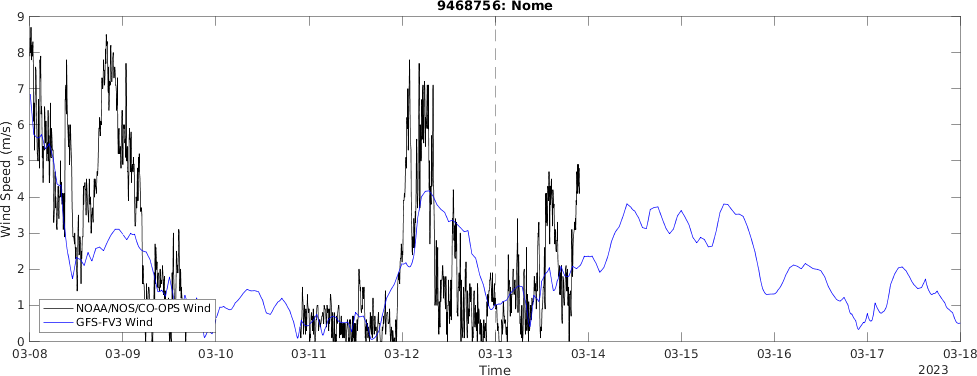 9468756: Nome
9
8
7
6
5
4
3
2
1
0
Wind Speed (m/s)
NOAA/NOS/CO-OPS Wind
GFS-FV3 Wind
03-08 03-09 03-10 03-11 03-12 03-13 03-14 03-15 03-16 03-17 03-18
Time
2023